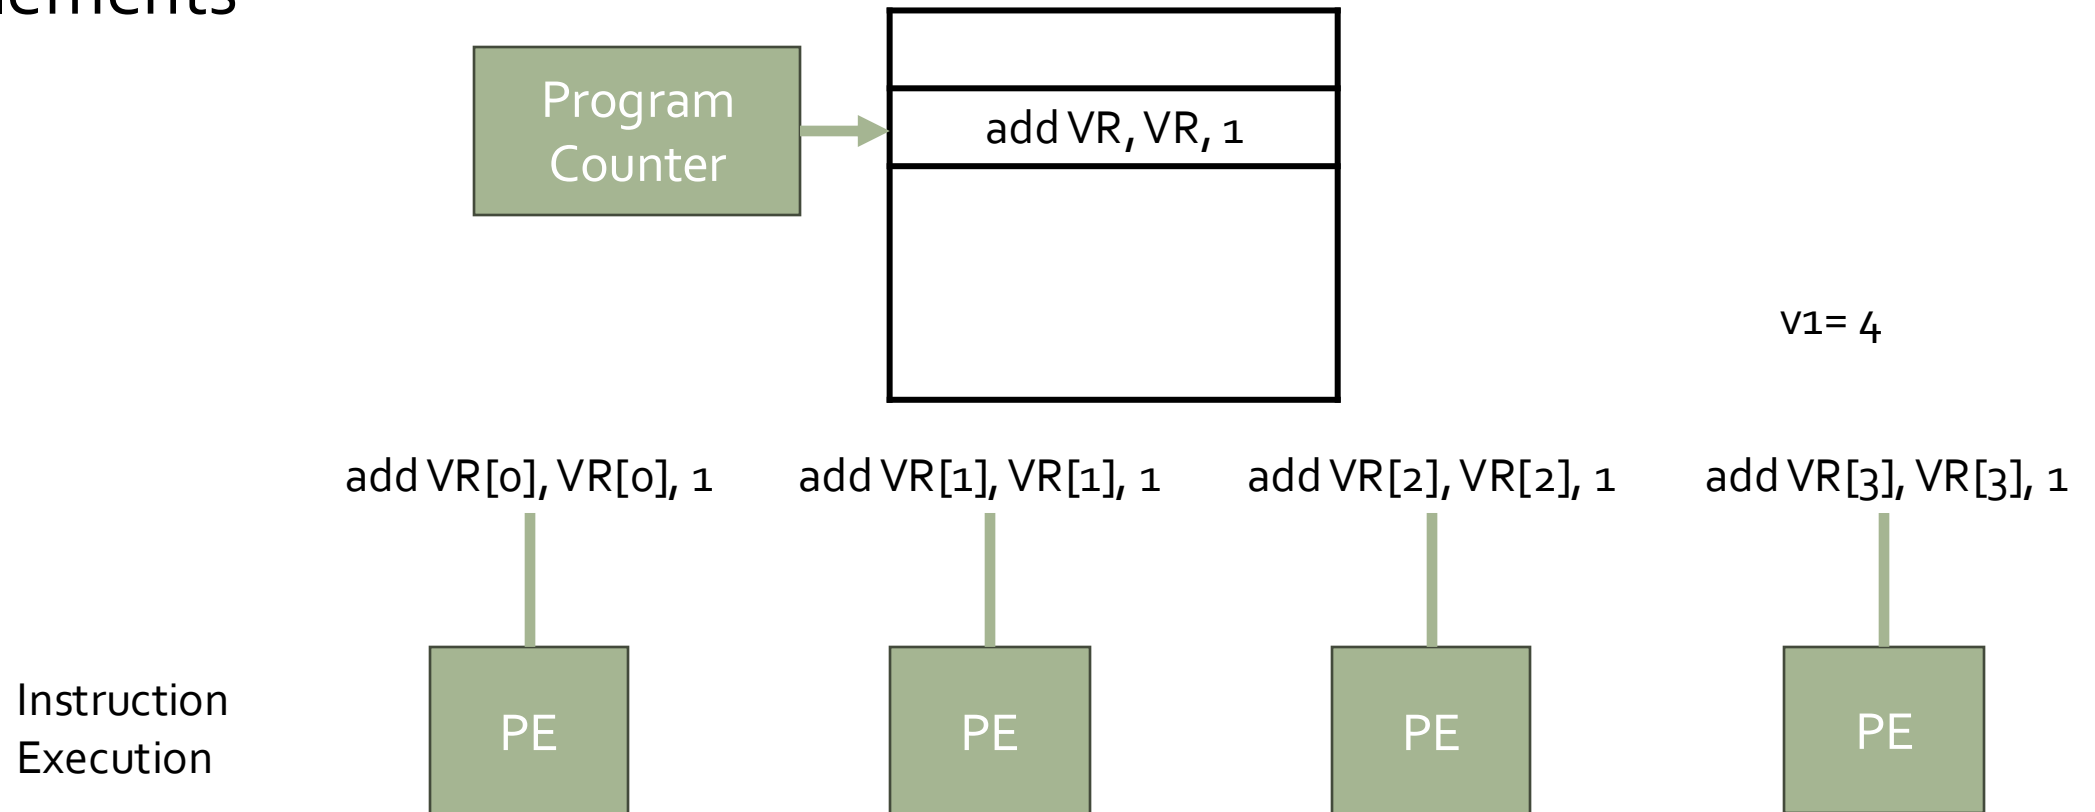 Program
Counter
add VR, VR, 1
v1= 4
add VR[0], VR[0], 1
add VR[1], VR[1], 1
add VR[2], VR[2], 1
add VR[3], VR[3], 1
Instruction
Execution
PE
PE
PE
PE